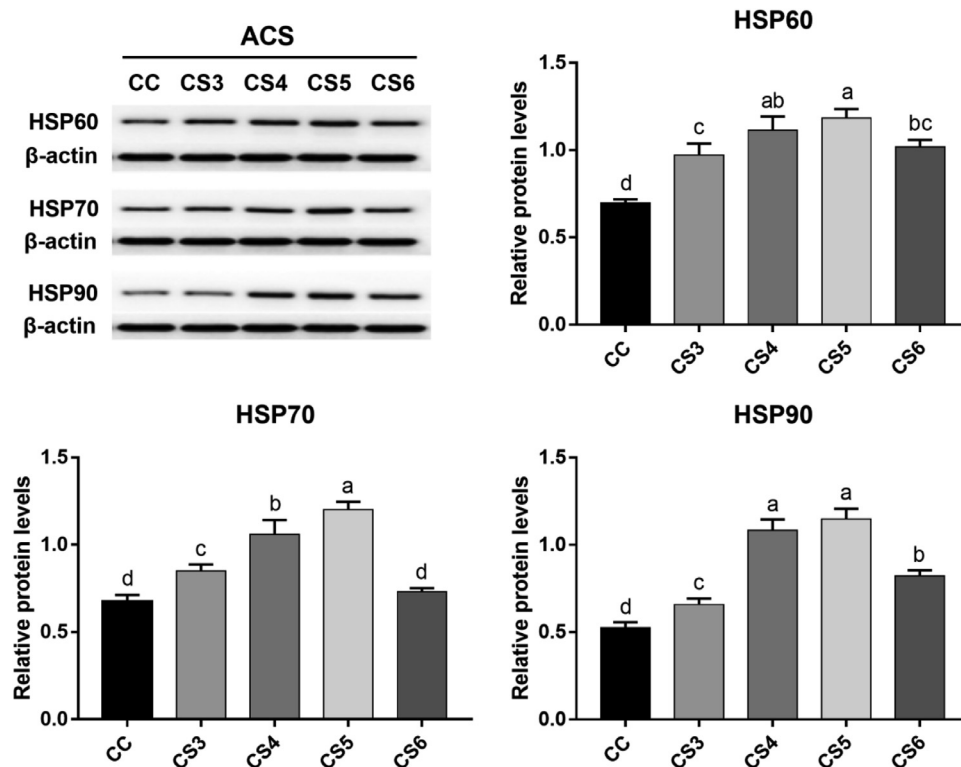 ACS
CC CS3 CS4 CS5 CS6
HSP60
β-actin
HSP70
β-actin
HSP90
β-actin
HSP60
Relative protein levels
1.5
1.0
0.5
0.0
d c ab a bc
CC CS3 CS4 CS5 CS6
HSP70
Relative protein levels
1.5
1.0
0.5
0.0
d c b a d
CC CS3 CS4 CS5 CS6
HSP90
Relative protein levels
1.5
1.0
0.5
0.0
d c a a b
CC CS3 CS4 CS5 CS6